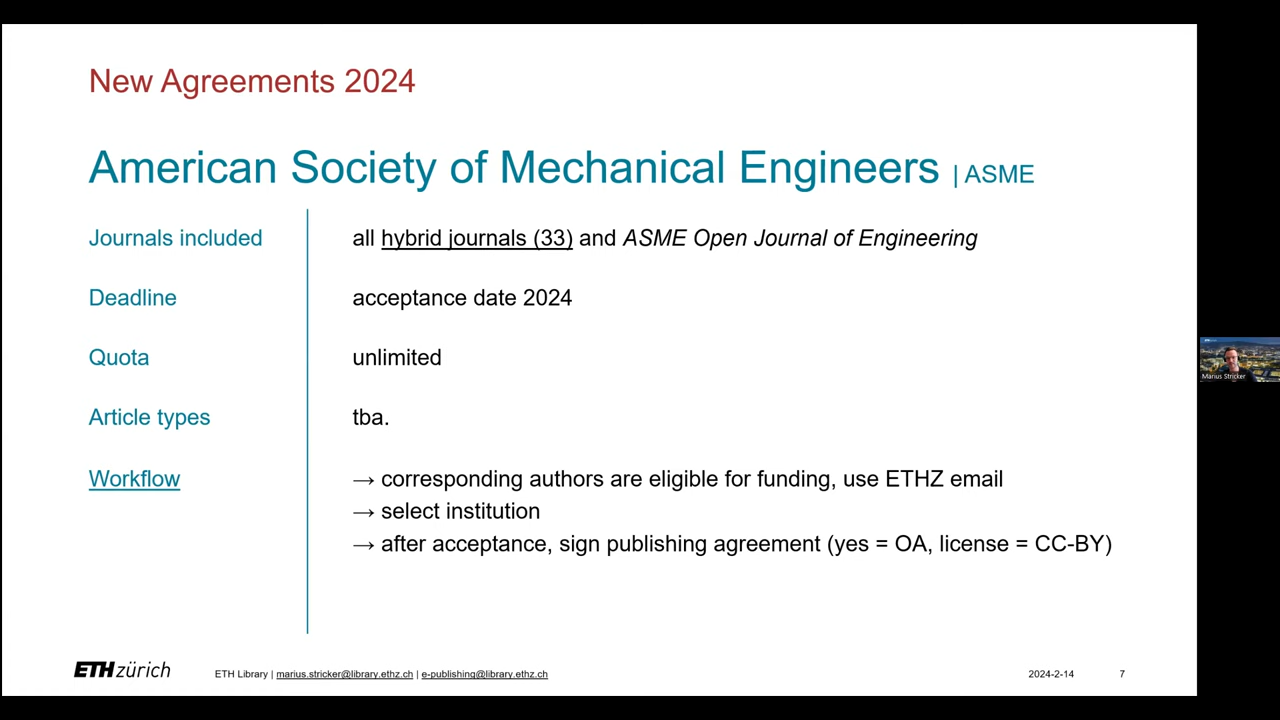 New Agreements 2024
American Society of Mechanical Engineers | ASME
Journals included all hybrid journals (33) and ASME Open Journal of Engineering
Deadline acceptance date 2024
Quota unlimited
Article types tba.
Workflow → corresponding authors are eligible for funding, use ETHZ email
→ select institution
→ after acceptance, sign publishing agreement (yes = OA, license = CC-BY)
Marius Stricker
ETH zürich ETH Library | marius.stricker@library.ethz.ch | e-publishing@library.ethz.ch 2024-2-14 7